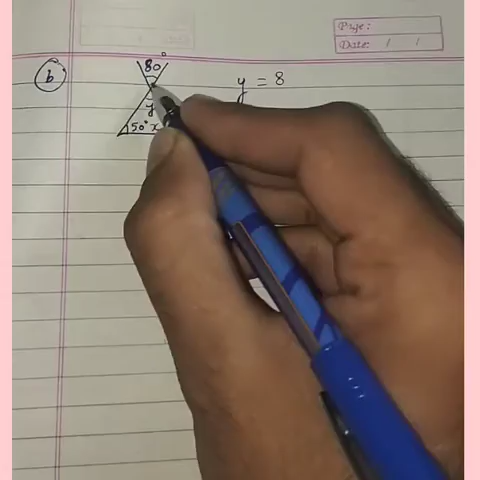 Page:
Date: / /
b
80°
y = 8
y
50° x